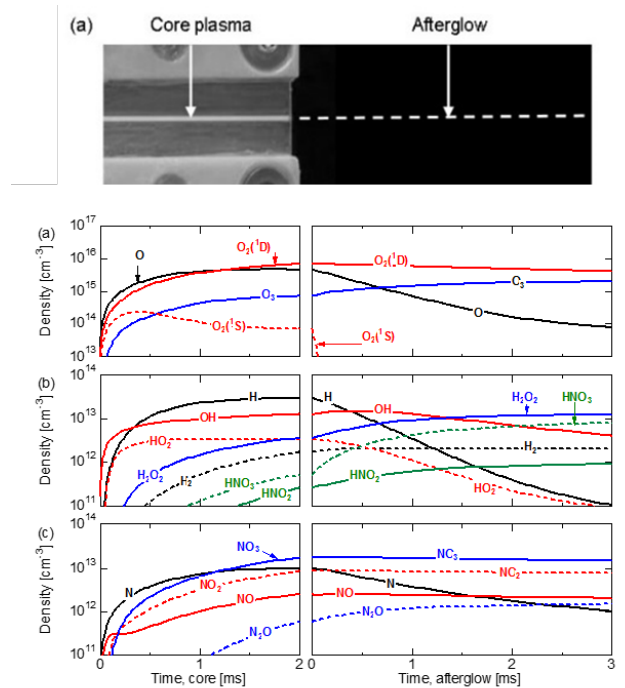 (a) Core plasma Afterglow
(a)
10^17
10^16
10^15
10^14
10^13
Density [cm^-3]
O
O2(^1D)
O3
O2(^1S)
O2(^1D)
C3
O
O2(^1S)
(b)
10^14
10^13
10^12
10^11
Density [cm^-3]
H
OH
HO2
H2O2
H2
HNO3
HNO2
H
OH
H2O2
HNO3
H2
HNO2
HO2
(c)
10^14
10^13
10^12
10^11
Density [cm^-3]
NO3
N
NO2
NO
N2O
NC3
NC2
N
NO
N2O
0 1 2 0 1 2 3
Time, core [ms] Time, afterglow [ms]